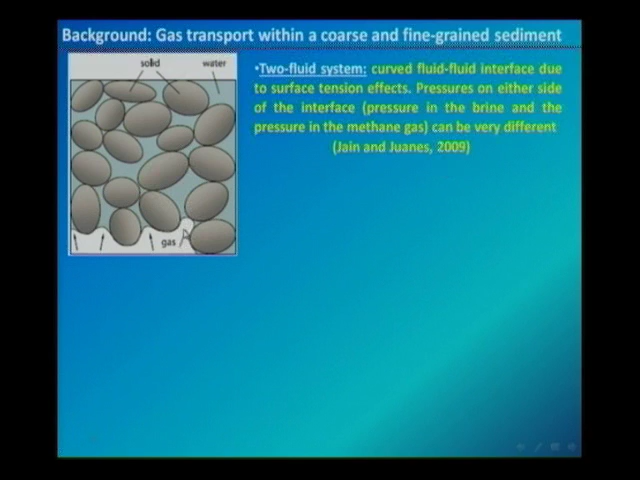 Background: Gas transport within a coarse and fine-grained sediment
solid
water
gas
•Two-fluid system: curved fluid-fluid interface due
to surface tension effects. Pressures on either side
of the interface (pressure in the brine and the
pressure in the methane gas) can be very different
(Jain and Juanes, 2009)